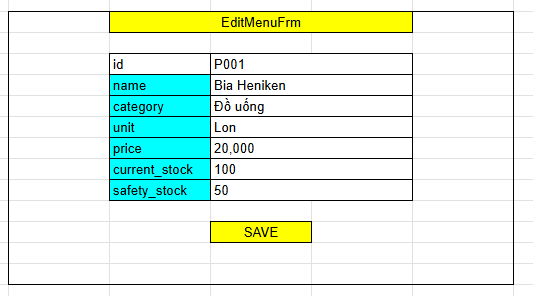 EditMenuFrm
id P001
name Bia Heniken
category Đồ uống
unit Lon
price 20,000
current_stock 100
safety_stock 50
SAVE